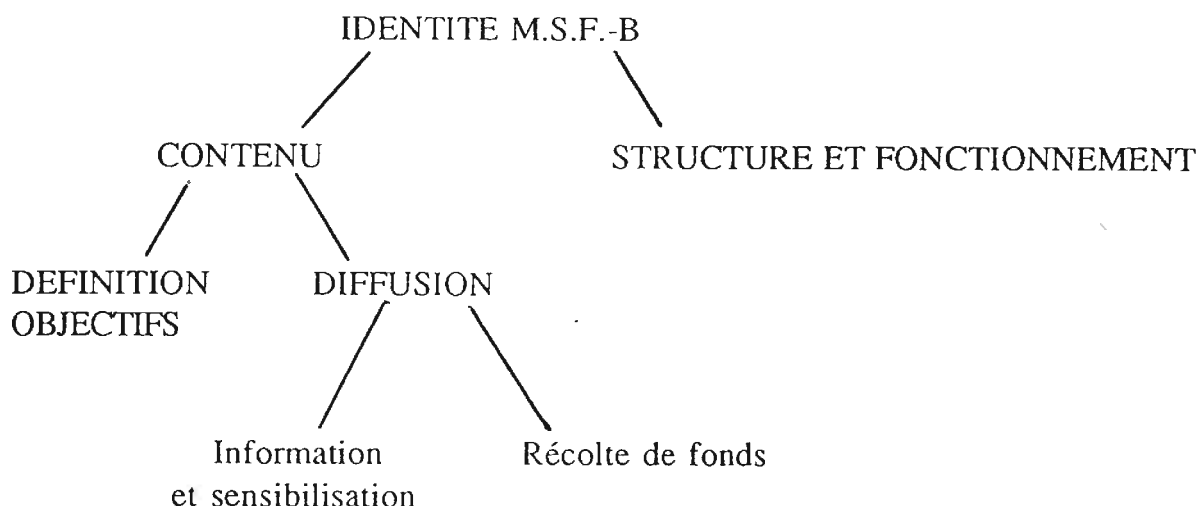 IDENTITE M.S.F.-B
CONTENU
STRUCTURE ET FONCTIONNEMENT
DEFINITION
OBJECTIFS
DIFFUSION
Information
et sensibilisation
Récolte de fonds